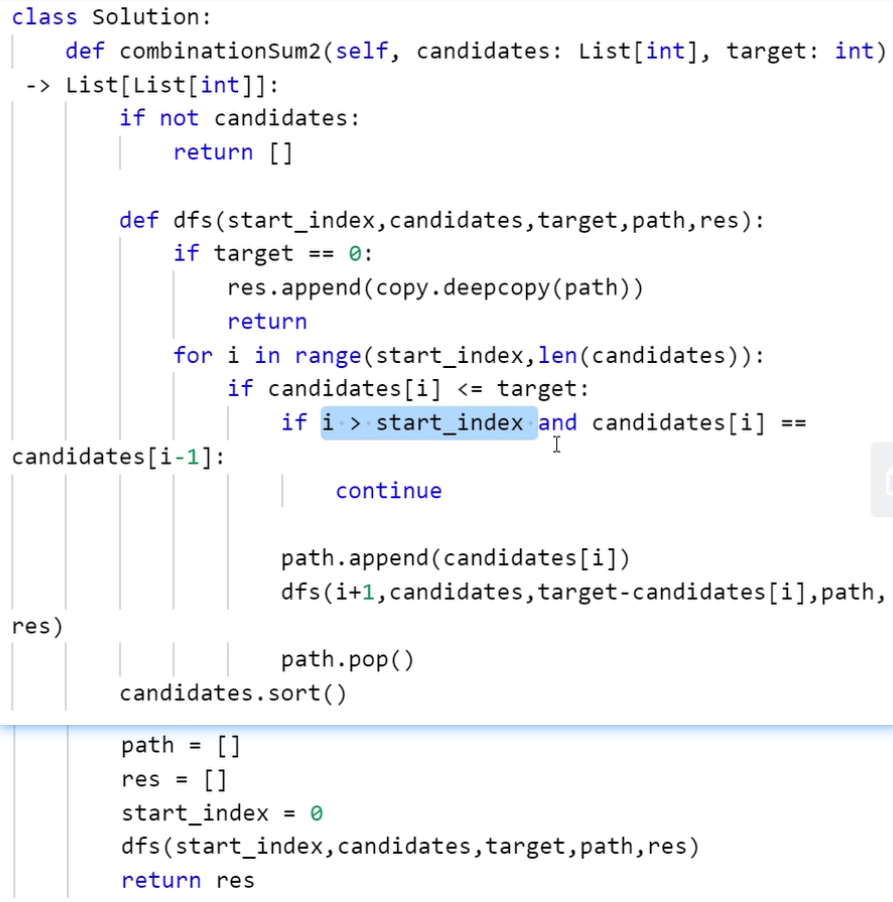 class Solution:
    def combinationSum2(self, candidates: List[int], target: int)
 -> List[List[int]]:
        if not candidates:
            return []

        def dfs(start_index,candidates,target,path,res):
            if target == 0:
                res.append(copy.deepcopy(path))
                return
            for i in range(start_index,len(candidates)):
                if candidates[i] <= target:
                    if i > start_index and candidates[i] ==
candidates[i-1]:
                        continue

                    path.append(candidates[i])
                    dfs(i+1,candidates,target-candidates[i],path,
res)
                    path.pop()
        candidates.sort()
        path = []
        res = []
        start_index = 0
        dfs(start_index,candidates,target,path,res)
        return res